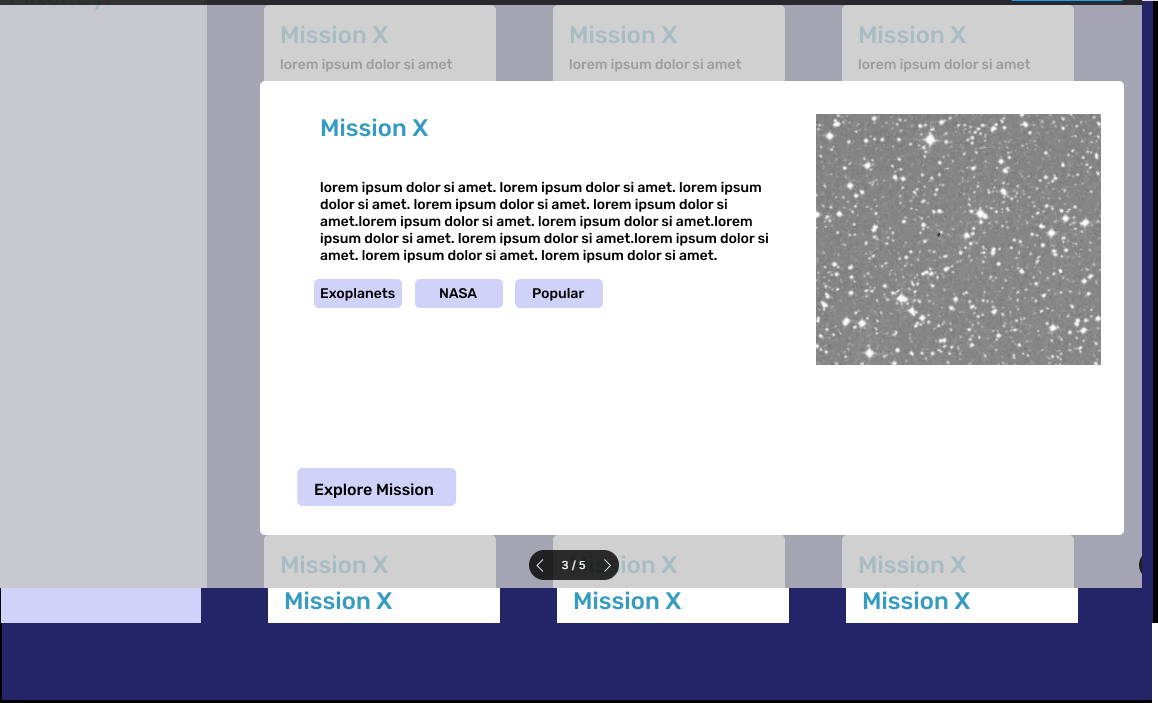 Mission X
Mission X
Mission X
lorem ipsum dolor si amet
lorem ipsum dolor si amet
lorem ipsum dolor si amet
Mission X
lorem ipsum dolor si amet. lorem ipsum dolor si amet. lorem ipsum
dolor si amet. lorem ipsum dolor si amet. lorem ipsum dolor si
amet.lorem ipsum dolor si amet. lorem ipsum dolor si amet.lorem
ipsum dolor si amet. lorem ipsum dolor si amet.lorem ipsum dolor si
amet. lorem ipsum dolor si amet. lorem ipsum dolor si amet.
Exoplanets
NASA
Popular
Explore Mission
Mission X
3 / 5
Mission X
Mission X
Mission X
Mission X